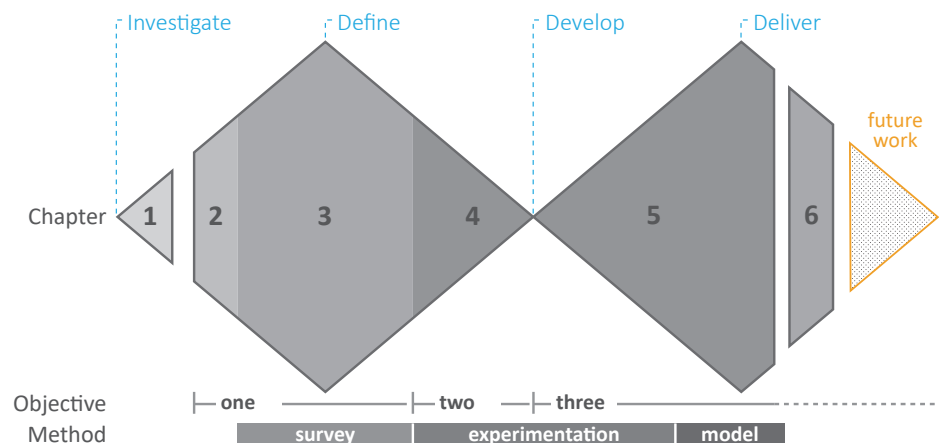 Investigate Define Develop Deliver
future
work
Chapter 1 2 3 4 5 6
Objective one two three
Method survey experimentation model